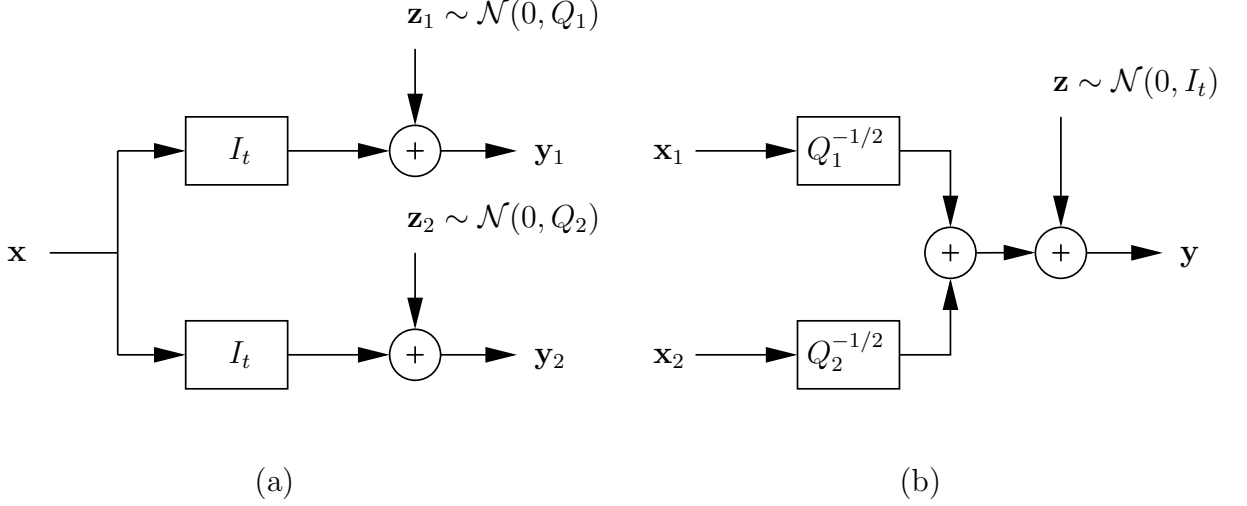 z₁ ∼ 𝒩(0, Q₁)
I_t
+
y₁
x
z₂ ∼ 𝒩(0, Q₂)
I_t
+
y₂
(a)
z ∼ 𝒩(0, I_t)
x₁
Q₁^{-1/2}
+
+
y
x₂
Q₂^{-1/2}
(b)